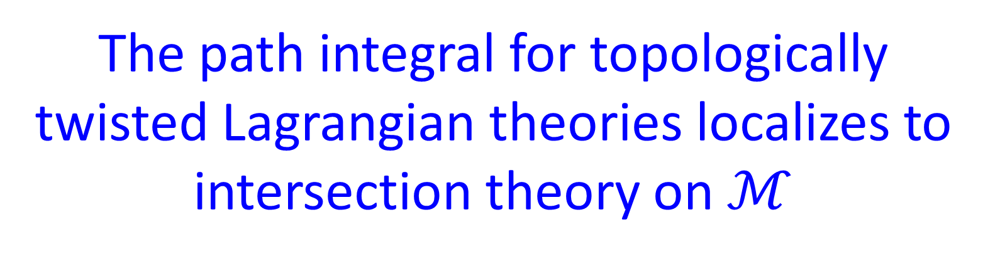 The path integral for topologically
twisted Lagrangian theories localizes to
intersection theory on ℳ